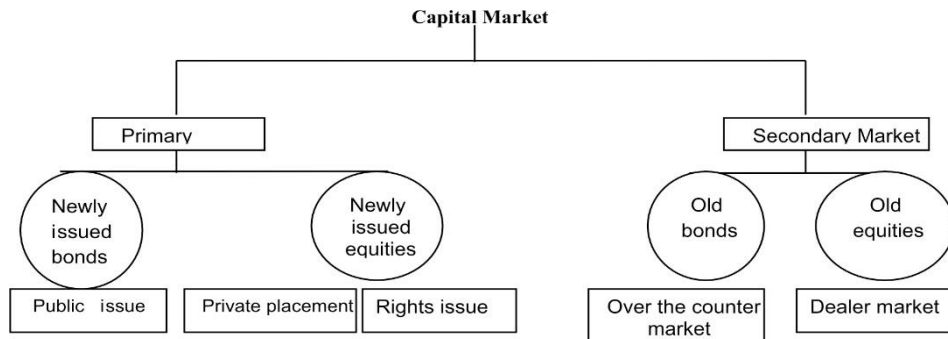 Capital Market
Primary
Secondary Market
Newly
issued
bonds
Newly
issued
equities
Old
bonds
Old
equities
Public issue
Private placement
Rights issue
Over the counter
market
Dealer market